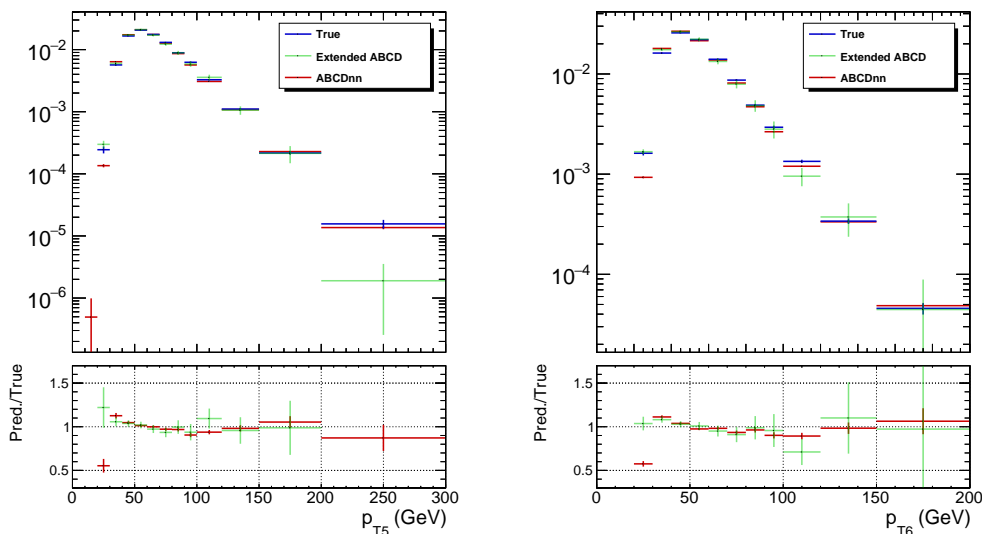 True
Extended ABCD
ABCDnn
10⁻²
10⁻³
10⁻⁴
10⁻⁵
10⁻⁶
Pred./True
1.5
1
0.5
0 50 100 150 200 250 300
p_T5 (GeV)
True
Extended ABCD
ABCDnn
10⁻²
10⁻³
10⁻⁴
Pred./True
1.5
1
0.5
0 50 100 150 200
p_T6 (GeV)